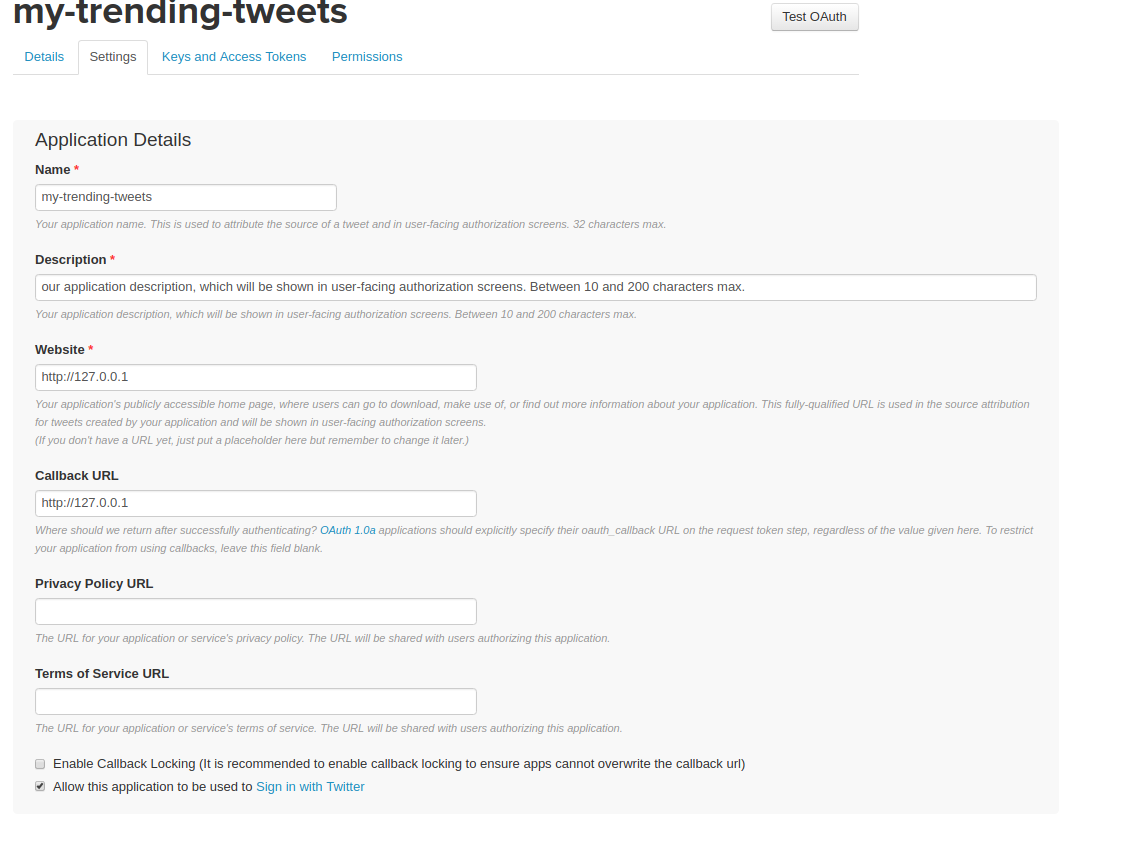 my-trending-tweets
Test OAuth
Details Settings Keys and Access Tokens Permissions
Application Details
Name *
my-trending-tweets
Your application name. This is used to attribute the source of a tweet and in user-facing authorization screens. 32 characters max.
Description *
our application description, which will be shown in user-facing authorization screens. Between 10 and 200 characters max.
Your application description, which will be shown in user-facing authorization screens. Between 10 and 200 characters max.
Website *
http://127.0.0.1
Your application's publicly accessible home page, where users can go to download, make use of, or find out more information about your application. This fully-qualified URL is used in the source attribution
for tweets created by your application and will be shown in user-facing authorization screens.
(If you don't have a URL yet, just put a placeholder here but remember to change it later.)
Callback URL
http://127.0.0.1
Where should we return after successfully authenticating? OAuth 1.0a applications should explicitly specify their oauth_callback URL on the request token step, regardless of the value given here. To restrict
your application from using callbacks, leave this field blank.
Privacy Policy URL
The URL for your application or service's privacy policy. The URL will be shared with users authorizing this application.
Terms of Service URL
The URL for your application or service's terms of service. The URL will be shared with users authorizing this application.
Enable Callback Locking (It is recommended to enable callback locking to ensure apps cannot overwrite the callback url)
Allow this application to be used to Sign in with Twitter